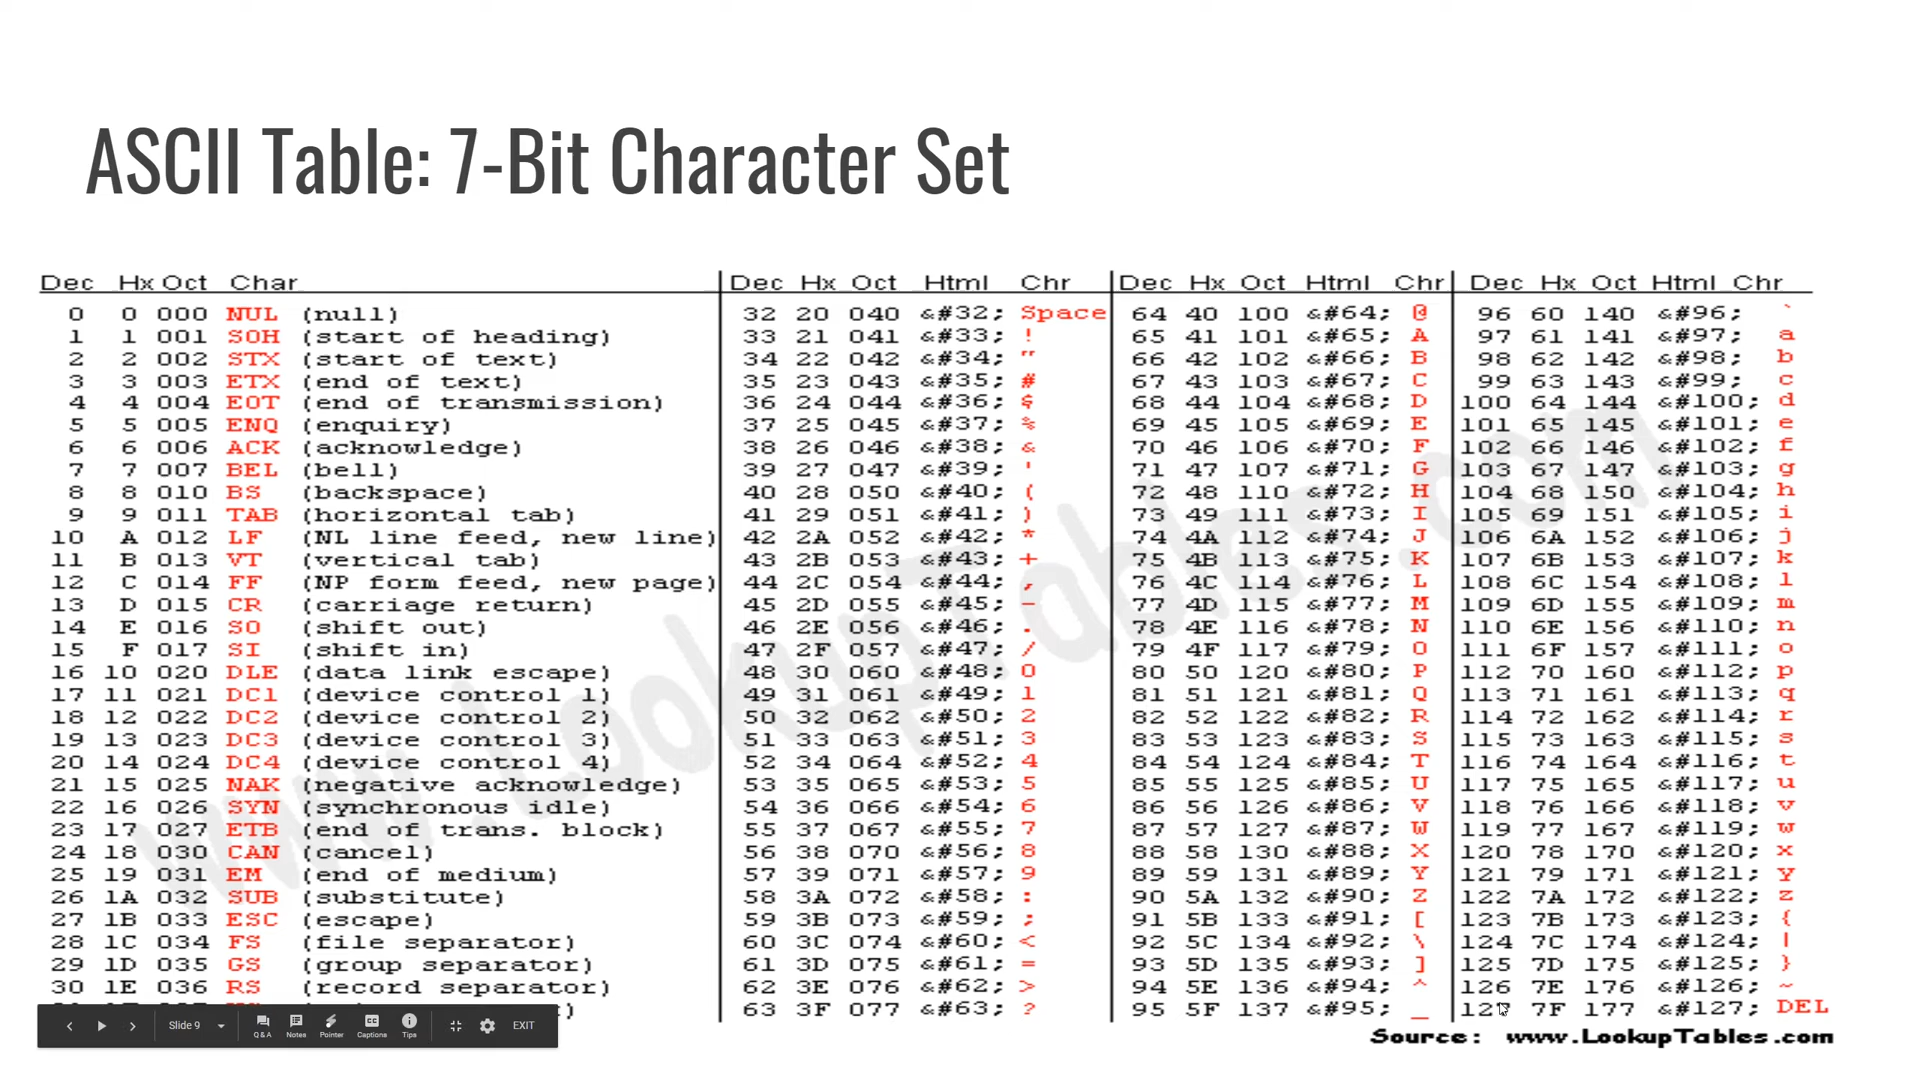 ASCII Table: 7-Bit Character Set
Dec Hx Oct Char Dec Hx Oct Html Chr Dec Hx Oct Html Chr Dec Hx Oct Html Chr
0 0 000 NUL (null) 32 20 040 &#32; Space 64 40 100 &#64; @ 96 60 140 &#96; `
1 1 001 SOH (start of heading) 33 21 041 &#33; ! 65 41 101 &#65; A 97 61 141 &#97; a
2 2 002 STX (start of text) 34 22 042 &#34; " 66 42 102 &#66; B 98 62 142 &#98; b
3 3 003 ETX (end of text) 35 23 043 &#35; # 67 43 103 &#67; C 99 63 143 &#99; c
4 4 004 EOT (end of transmission) 36 24 044 &#36; $ 68 44 104 &#68; D 100 64 144 &#100; d
5 5 005 ENQ (enquiry) 37 25 045 &#37; % 69 45 105 &#69; E 101 65 145 &#101; e
6 6 006 ACK (acknowledge) 38 26 046 &#38; & 70 46 106 &#70; F 102 66 146 &#102; f
7 7 007 BEL (bell) 39 27 047 &#39; ' 71 47 107 &#71; G 103 67 147 &#103; g
8 8 010 BS (backspace) 40 28 050 &#40; ( 72 48 110 &#72; H 104 68 150 &#104; h
9 9 011 TAB (horizontal tab) 41 29 051 &#41; ) 73 49 111 &#73; I 105 69 151 &#105; i
10 A 012 LF (NL line feed, new line) 42 2A 052 &#42; * 74 4A 112 &#74; J 106 6A 152 &#106; j
11 B 013 VT (vertical tab) 43 2B 053 &#43; + 75 4B 113 &#75; K 107 6B 153 &#107; k
12 C 014 FF (NP form feed, new page) 44 2C 054 &#44; , 76 4C 114 &#76; L 108 6C 154 &#108; l
13 D 015 CR (carriage return) 45 2D 055 &#45; - 77 4D 115 &#77; M 109 6D 155 &#109; m
14 E 016 SO (shift out) 46 2E 056 &#46; . 78 4E 116 &#78; N 110 6E 156 &#110; n
15 F 017 SI (shift in) 47 2F 057 &#47; / 79 4F 117 &#79; O 111 6F 157 &#111; o
16 10 020 DLE (data link escape) 48 30 060 &#48; 0 80 50 120 &#80; P 112 70 160 &#112; p
17 11 021 DC1 (device control 1) 49 31 061 &#49; 1 81 51 121 &#81; Q 113 71 161 &#113; q
18 12 022 DC2 (device control 2) 50 32 062 &#50; 2 82 52 122 &#82; R 114 72 162 &#114; r
19 13 023 DC3 (device control 3) 51 33 063 &#51; 3 83 53 123 &#83; S 115 73 163 &#115; s
20 14 024 DC4 (device control 4) 52 34 064 &#52; 4 84 54 124 &#84; T 116 74 164 &#116; t
21 15 025 NAK (negative acknowledge) 53 35 065 &#53; 5 85 55 125 &#85; U 117 75 165 &#117; u
22 16 026 SYN (synchronous idle) 54 36 066 &#54; 6 86 56 126 &#86; V 118 76 166 &#118; v
23 17 027 ETB (end of trans. block) 55 37 067 &#55; 7 87 57 127 &#87; W 119 77 167 &#119; w
24 18 030 CAN (cancel) 56 38 070 &#56; 8 88 58 130 &#88; X 120 78 170 &#120; x
25 19 031 EM (end of medium) 57 39 071 &#57; 9 89 59 131 &#89; Y 121 79 171 &#121; y
26 1A 032 SUB (substitute) 58 3A 072 &#58; : 90 5A 132 &#90; Z 122 7A 172 &#122; z
27 1B 033 ESC (escape) 59 3B 073 &#59; ; 91 5B 133 &#91; [ 123 7B 173 &#123; {
28 1C 034 FS (file separator) 60 3C 074 &#60; < 92 5C 134 &#92; \ 124 7C 174 &#124; |
29 1D 035 GS (group separator) 61 3D 075 &#61; = 93 5D 135 &#93; ] 125 7D 175 &#125; }
30 1E 036 RS (record separator) 62 3E 076 &#62; > 94 5E 136 &#94; ^ 126 7E 176 &#126; ~
63 3F 077 &#63; ? 95 5F 137 &#95; _ 127 7F 177 &#127; DEL
www.LookupTables.com
Source: www.LookupTables.com
Slide 9 Q & A Notes Pointer Captions Tips EXIT